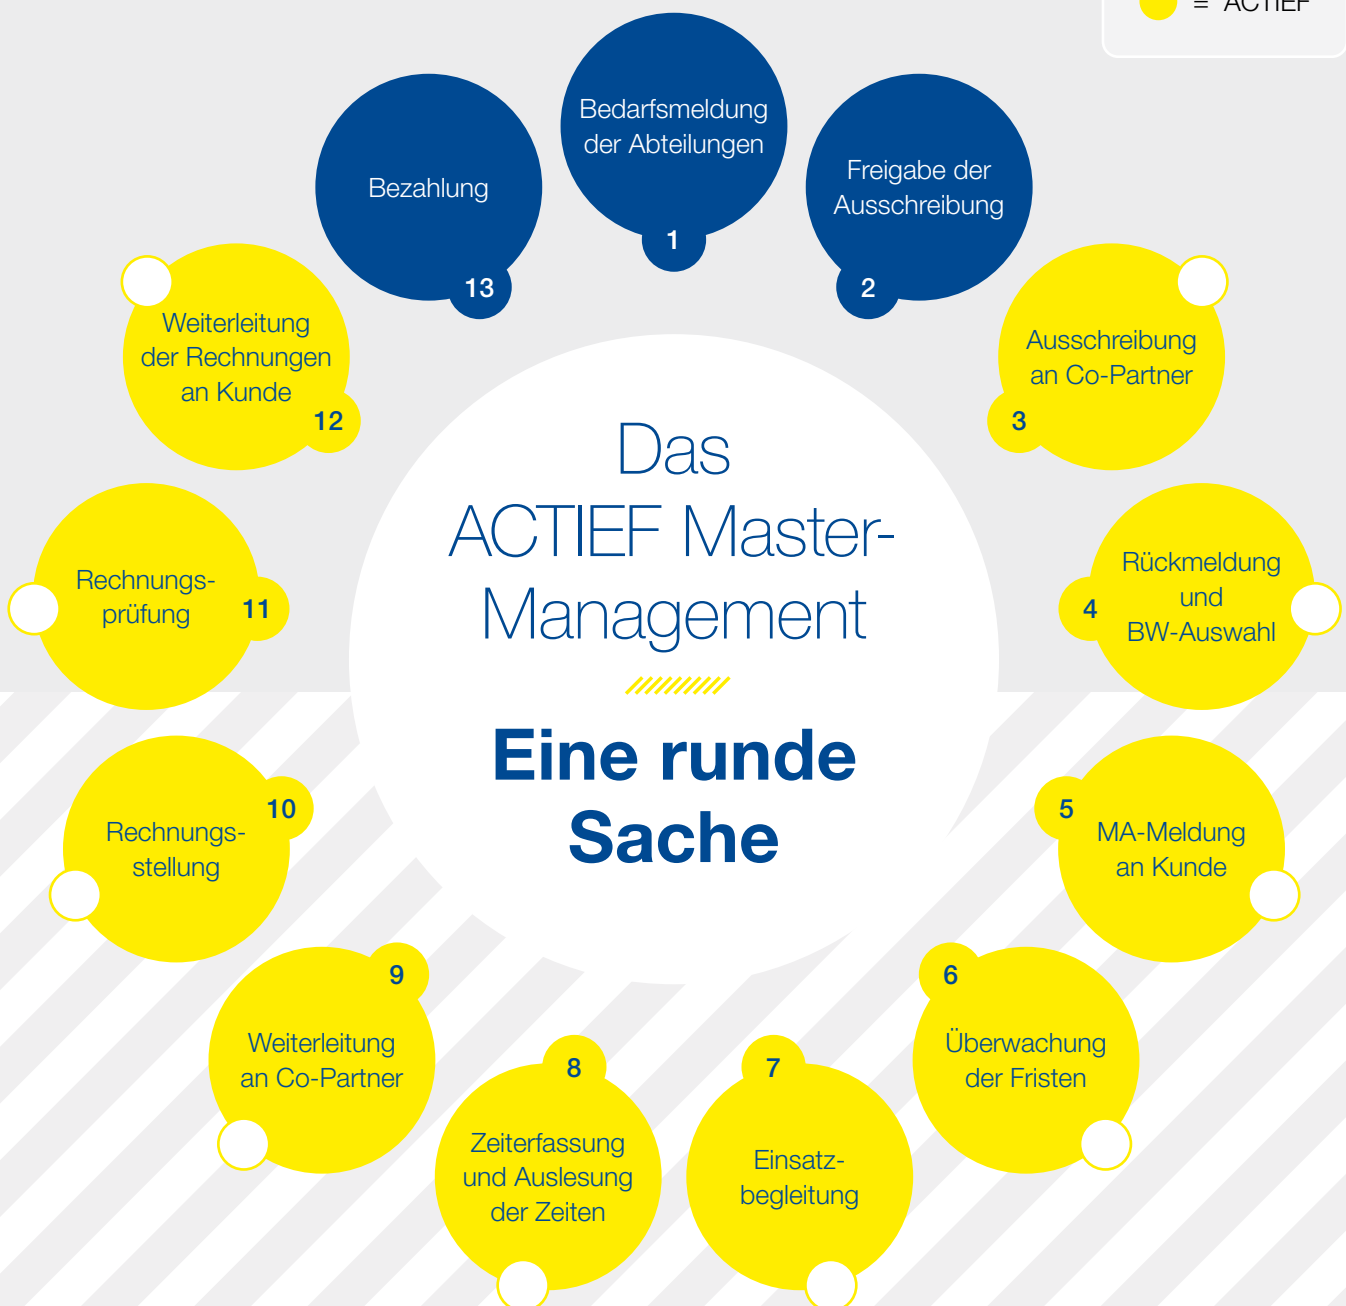 = ACTIEF
Bedarfsmeldung
der Abteilungen
1
Freigabe der
Ausschreibung
2
Ausschreibung
an Co-Partner
3
Rückmeldung
und
BW-Auswahl
4
MA-Meldung
an Kunde
5
Überwachung
der Fristen
6
Einsatz-
begleitung
7
Zeiterfassung
und Auslesung
der Zeiten
8
Weiterleitung
an Co-Partner
9
Rechnungs-
stellung
10
Rechnungs-
prüfung
11
Weiterleitung
der Rechnungen
an Kunde
12
Bezahlung
13
Das
ACTIEF Master-
Management
Eine runde
Sache